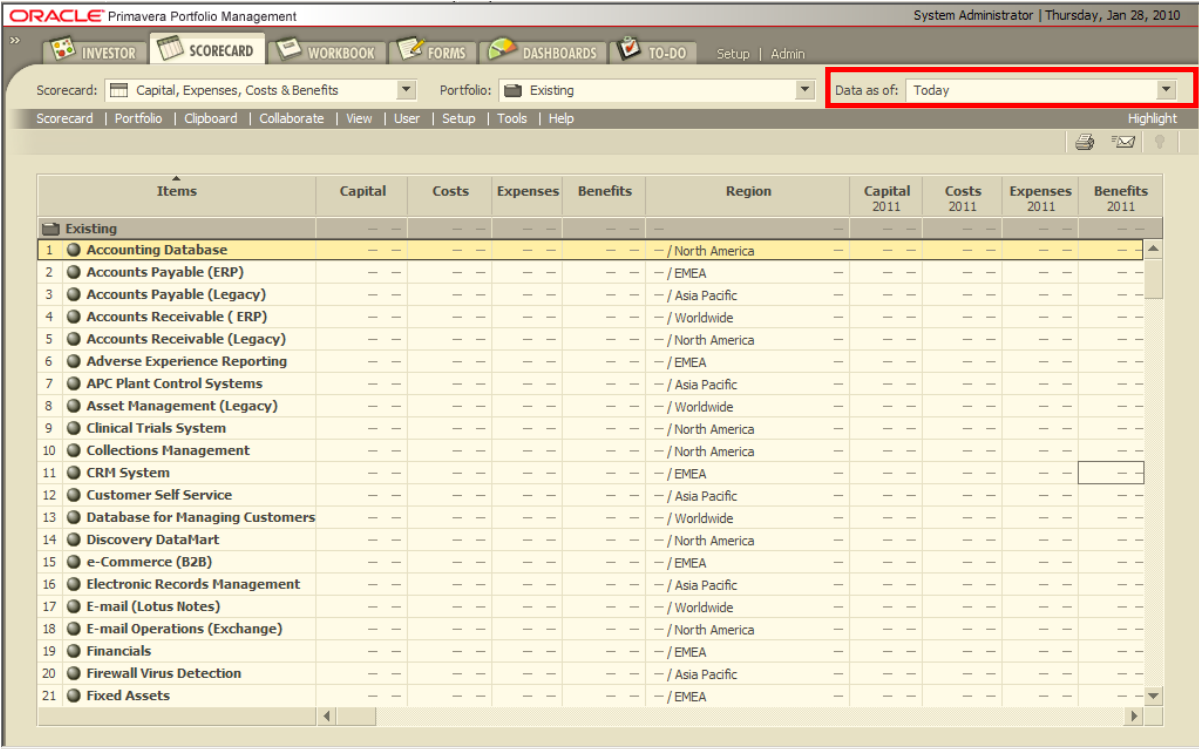 ORACLE Primavera Portfolio Management System Administrator | Thursday, Jan 28, 2010
» INVESTOR SCORECARD WORKBOOK FORMS DASHBOARDS TO-DO Setup | Admin
Scorecard: Capital, Expenses, Costs & Benefits Portfolio: Existing Data as of: Today
Scorecard | Portfolio | Clipboard | Collaborate | View | User | Setup | Tools | Help Highlight
Items Capital Costs Expenses Benefits Region Capital Costs Expenses Benefits
2011 2011 2011 2011
Existing — — — — — — — — — — — — — — — — — —
1 Accounting Database — — — — — — — — — / North America — — — — — — — — —
2 Accounts Payable (ERP) — — — — — — — — — / EMEA — — — — — — — — —
3 Accounts Payable (Legacy) — — — — — — — — — / Asia Pacific — — — — — — — — —
4 Accounts Receivable ( ERP) — — — — — — — — — / Worldwide — — — — — — — — —
5 Accounts Receivable (Legacy) — — — — — — — — — / North America — — — — — — — — —
6 Adverse Experience Reporting — — — — — — — — — / EMEA — — — — — — — — —
7 APC Plant Control Systems — — — — — — — — — / Asia Pacific — — — — — — — — —
8 Asset Management (Legacy) — — — — — — — — — / Worldwide — — — — — — — — —
9 Clinical Trials System — — — — — — — — — / North America — — — — — — — — —
10 Collections Management — — — — — — — — — / North America — — — — — — — — —
11 CRM System — — — — — — — — — / EMEA — — — — — — — — —
12 Customer Self Service — — — — — — — — — / Asia Pacific — — — — — — — — —
13 Database for Managing Customers — — — — — — — — — / Worldwide — — — — — — — — —
14 Discovery DataMart — — — — — — — — — / North America — — — — — — — — —
15 e-Commerce (B2B) — — — — — — — — — / EMEA — — — — — — — — —
16 Electronic Records Management — — — — — — — — — / Asia Pacific — — — — — — — — —
17 E-mail (Lotus Notes) — — — — — — — — — / Worldwide — — — — — — — — —
18 E-mail Operations (Exchange) — — — — — — — — — / North America — — — — — — — — —
19 Financials — — — — — — — — — / EMEA — — — — — — — — —
20 Firewall Virus Detection — — — — — — — — — / Asia Pacific — — — — — — — — —
21 Fixed Assets — — — — — — — — — / EMEA — — — — — — — — —